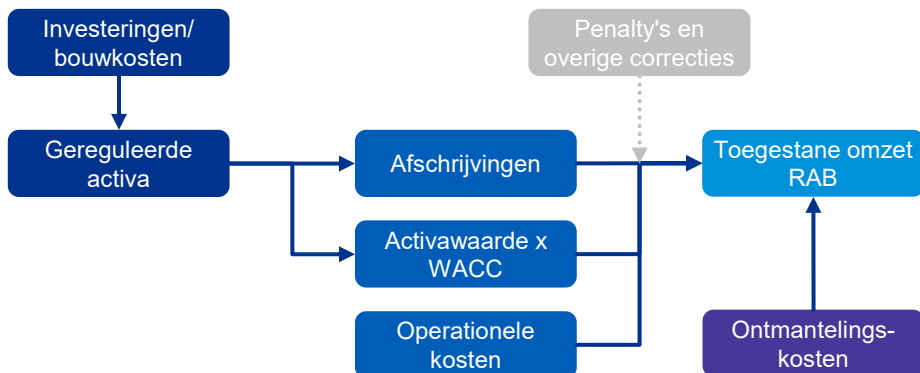 Investeringen/
bouwkosten
Penalty's en
overige correcties
Gereguleerde
activa
Afschrijvingen
Toegestane omzet
RAB
Activawaarde x
WACC
Operationele
kosten
Ontmantelings-
kosten